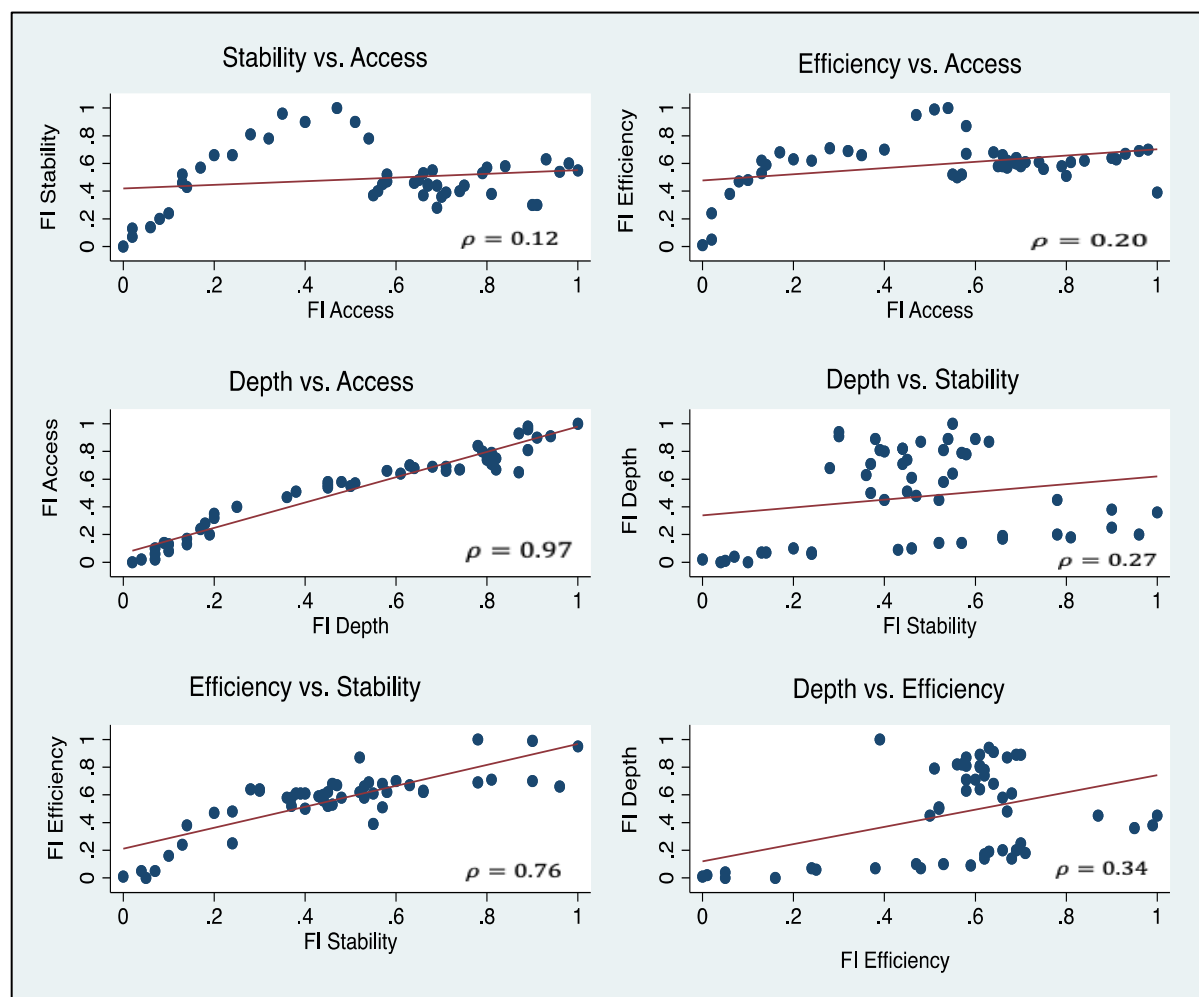 Stability vs. Access
FI Stability
0 .2 .4 .6 .8 1
0 .2 .4 .6 .8 1
FI Access
ρ = 0.12
Efficiency vs. Access
FI Efficiency
0 .2 .4 .6 .8 1
0 .2 .4 .6 .8 1
FI Access
ρ = 0.20
Depth vs. Access
FI Access
0 .2 .4 .6 .8 1
0 .2 .4 .6 .8 1
FI Depth
ρ = 0.97
Depth vs. Stability
FI Depth
0 .2 .4 .6 .8 1
0 .2 .4 .6 .8 1
FI Stability
ρ = 0.27
Efficiency vs. Stability
FI Efficiency
0 .2 .4 .6 .8 1
0 .2 .4 .6 .8 1
FI Stability
ρ = 0.76
Depth vs. Efficiency
FI Depth
0 .2 .4 .6 .8 1
0 .2 .4 .6 .8 1
FI Efficiency
ρ = 0.34